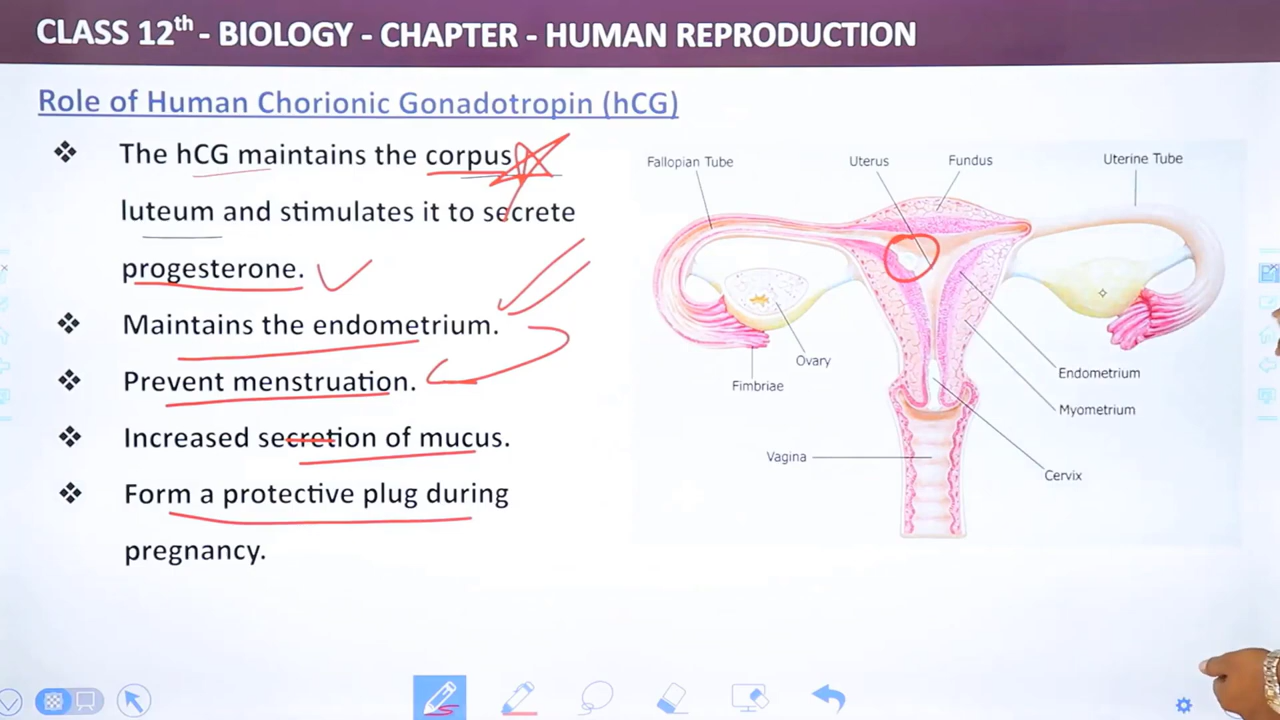 CLASS 12th - BIOLOGY - CHAPTER - HUMAN REPRODUCTION
Role of Human Chorionic Gonadotropin (hCG)
❖ The hCG maintains the corpus
luteum and stimulates it to secrete
progesterone.
❖ Maintains the endometrium.
❖ Prevent menstruation.
❖ Increased secretion of mucus.
❖ Form a protective plug during
pregnancy.
Fallopian Tube
Uterus
Fundus
Uterine Tube
Ovary
Fimbriae
Endometrium
Myometrium
Vagina
Cervix